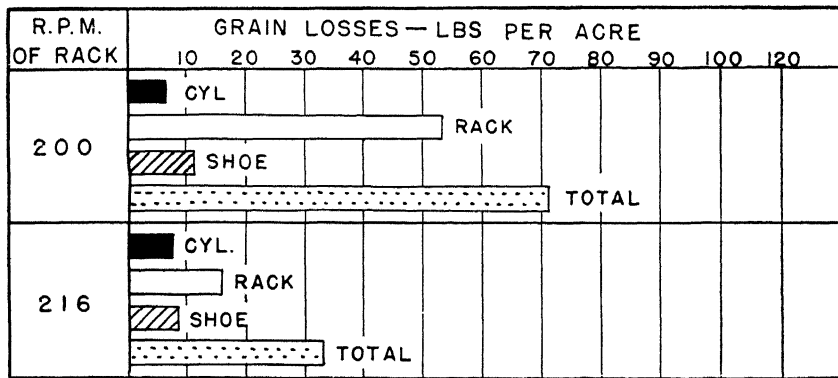 R.P.M. OF RACK
GRAIN LOSSES — LBS PER ACRE
10 20 30 40 50 60 70 80 90 100 120
200
CYL
RACK
SHOE
TOTAL
216
CYL.
RACK
SHOE
TOTAL